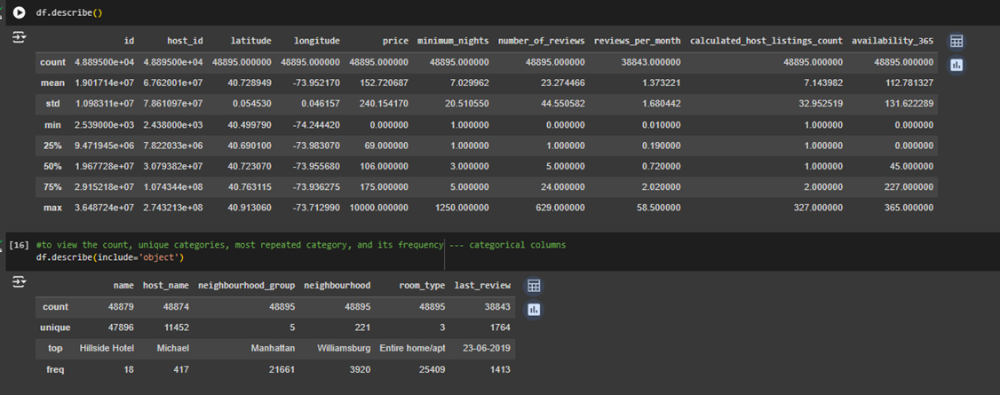 df.describe()
id host_id latitude longitude price minimum_nights number_of_reviews reviews_per_month calculated_host_listings_count availability_365
count 4.889500e+04 4.889500e+04 48895.000000 48895.000000 48895.000000 48895.000000 48895.000000 38843.000000 48895.000000 48895.000000
mean 1.901714e+07 6.762001e+07 40.728949 -73.952170 152.720687 7.029962 23.274466 1.373221 7.143982 112.781327
std 1.098311e+07 7.861097e+07 0.054530 0.046157 240.154170 20.510550 44.550582 1.680442 32.952519 131.622289
min 2.539000e+03 2.438000e+03 40.499790 -74.244420 0.000000 1.000000 0.000000 0.010000 1.000000 0.000000
25% 9.471945e+06 7.822033e+06 40.690100 -73.983070 69.000000 1.000000 1.000000 0.190000 1.000000 0.000000
50% 1.967728e+07 3.079382e+07 40.723070 -73.955680 106.000000 3.000000 5.000000 0.720000 1.000000 45.000000
75% 2.915218e+07 1.074344e+08 40.763115 -73.936275 175.000000 5.000000 24.000000 2.020000 2.000000 227.000000
max 3.648724e+07 2.743213e+08 40.913060 -73.712990 10000.000000 1250.000000 629.000000 58.500000 327.000000 365.000000
[16] #to view the count, unique categories, most repeated category, and its frequency --- categorical columns
df.describe(include='object')
name host_name neighbourhood_group neighbourhood room_type last_review
count 48879 48874 48895 48895 48895 38843
unique 47896 11452 5 221 3 1764
top Hillside Hotel Michael Manhattan Williamsburg Entire home/apt 23-06-2019
freq 18 417 21661 3920 25409 1413